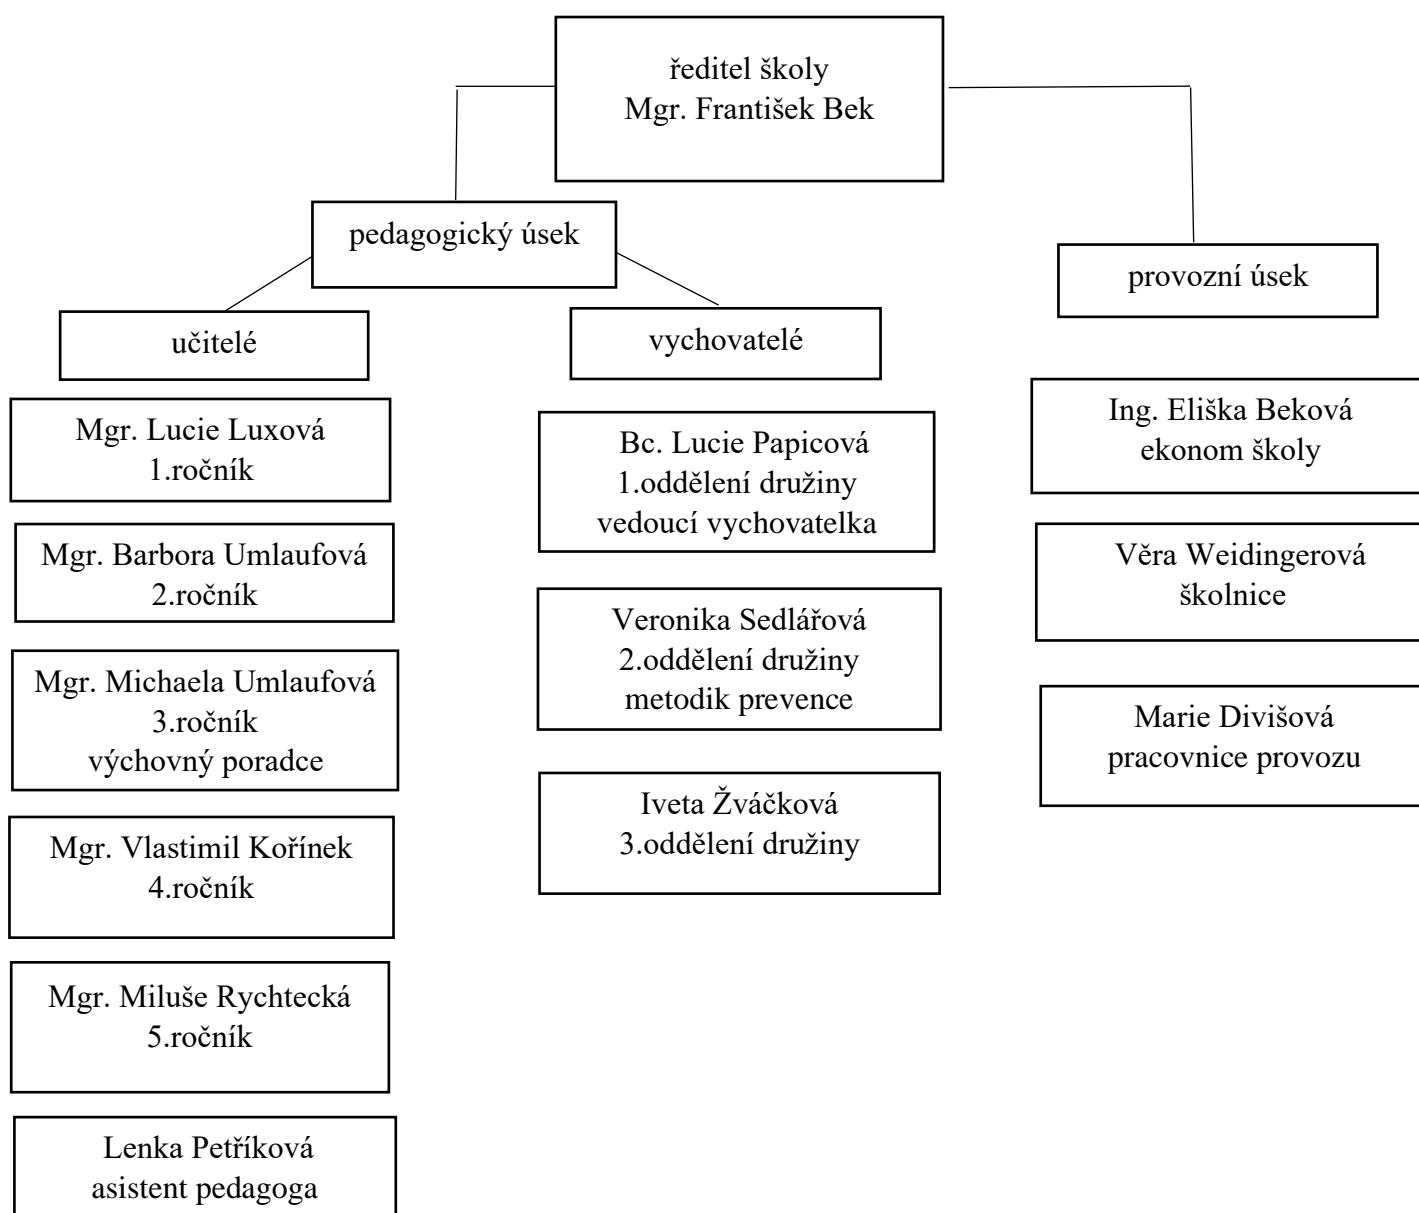 ředitel školy
Mgr. František Bek
pedagogický úsek
provozní úsek
učitelé
vychovatelé
Mgr. Lucie Luxová
1.ročník
Mgr. Barbora Umlaufová
2.ročník
Mgr. Michaela Umlaufová
3.ročník
výchovný poradce
Mgr. Vlastimil Kořínek
4.ročník
Mgr. Miluše Rychtecká
5.ročník
Lenka Petříková
asistent pedagoga
Bc. Lucie Papicová
1.oddělení družiny
vedoucí vychovatelka
Veronika Sedlářová
2.oddělení družiny
metodik prevence
Iveta Žváčková
3.oddělení družiny
Ing. Eliška Beková
ekonom školy
Věra Weidingerová
školnice
Marie Divišová
pracovnice provozu